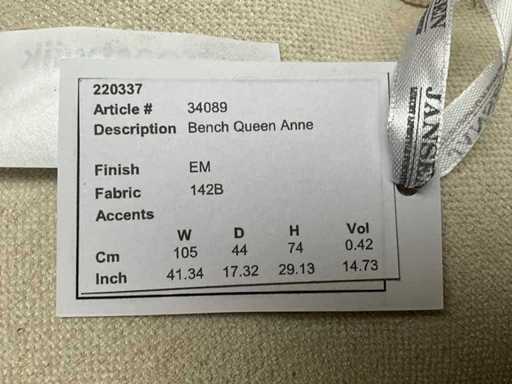 220337
Article # 34089
Description Bench Queen Anne
Finish EM
Fabric 142B
Accents
W D H Vol
Cm 105 44 74 0.42
Inch 41.34 17.32 29.13 14.73
JANSEN